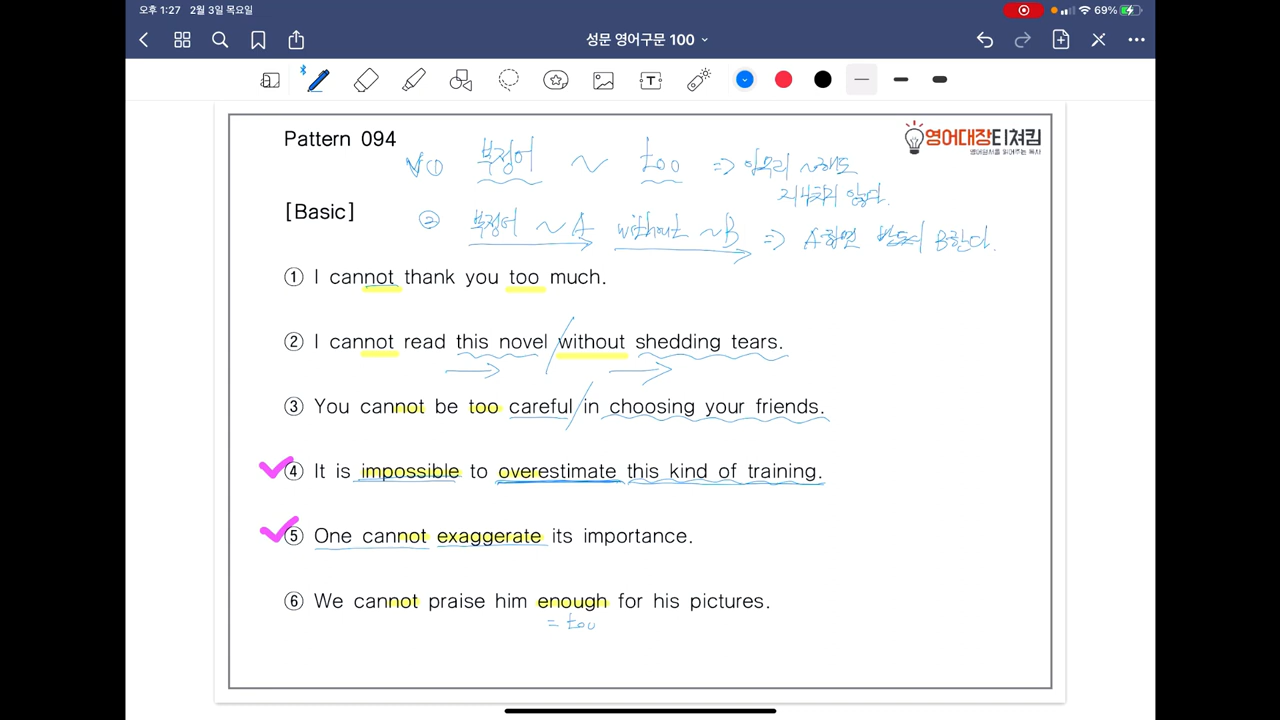 오후 1:27 2월 3일 목요일
69%
성문 영어구문 100
Pattern 094
영어대장티쳐킴
① 부정어 ~ too ⇒ 아무리 ~해도
지나치지 않다.
[Basic]
② 부정어 ~A without ~B ⇒ A하면 반드시 B한다.
① I cannot thank you too much.
② I cannot read this novel / without shedding tears.
③ You cannot be too careful / in choosing your friends.
④ It is impossible to overestimate this kind of training.
⑤ One cannot exaggerate its importance.
⑥ We cannot praise him enough for his pictures.
= too